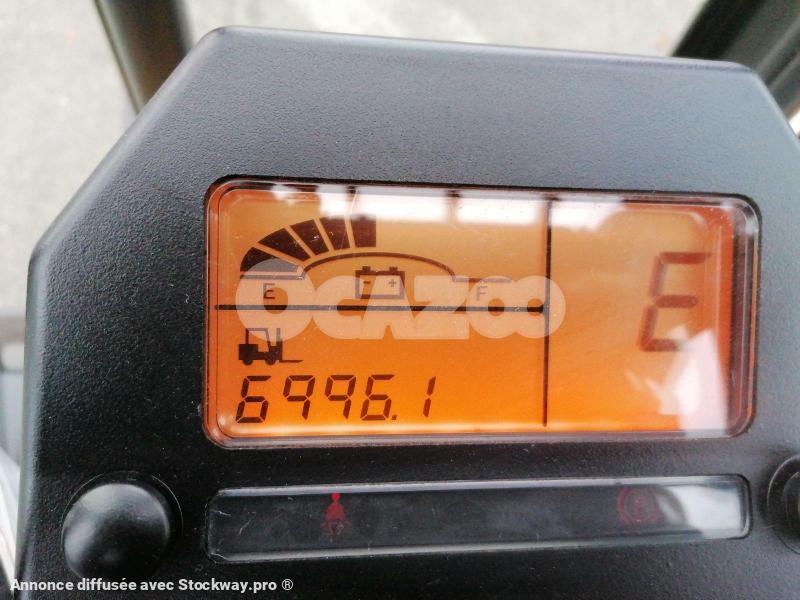 E - + F
OCAZOO
E
6996.1
Annonce diffusée avec Stockway.pro ®